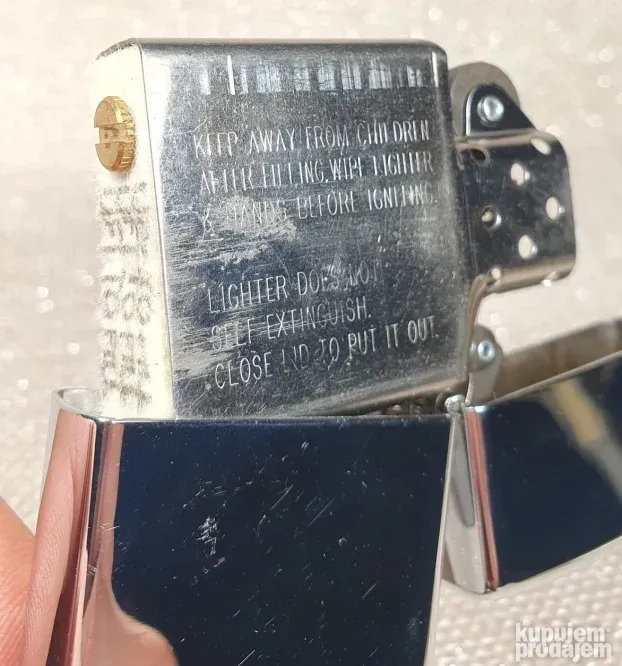 KEEP AWAY FROM CHILDREN
AFTER FILLING, WIPE LIGHTER
& HANDS BEFORE IGNITING.
LIGHTER DOES NOT
SELF EXTINGUISH.
CLOSE LID TO PUT IT OUT.
kupujem
prodajem